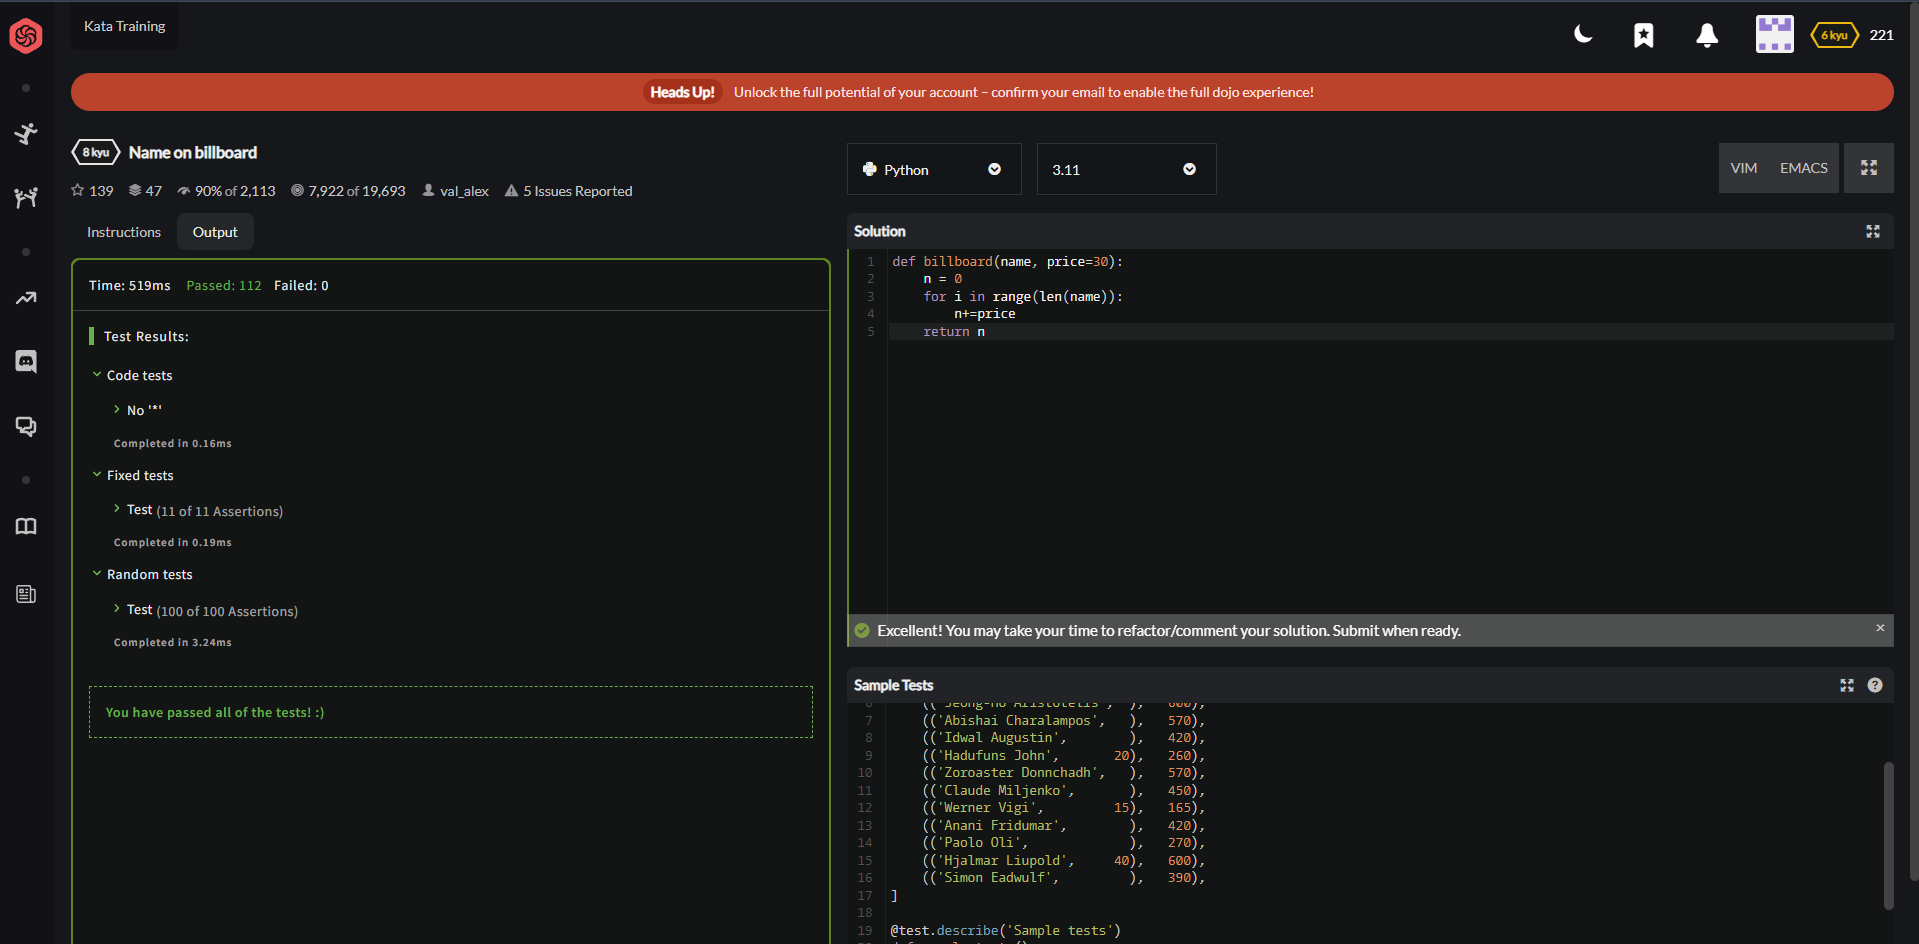 Kata Training
6 kyu 221
Heads Up! Unlock the full potential of your account – confirm your email to enable the full dojo experience!
8 kyu Name on billboard
139 47 90% of 2,113 7,922 of 19,693 val_alex 5 Issues Reported
Instructions Output
Time: 519ms Passed: 112 Failed: 0
Test Results:
Code tests
No '*'
Completed in 0.16ms
Fixed tests
Test (11 of 11 Assertions)
Completed in 0.19ms
Random tests
Test (100 of 100 Assertions)
Completed in 3.24ms
You have passed all of the tests! :)
Python 3.11 VIM EMACS
Solution
1 def billboard(name, price=30):
2 n = 0
3 for i in range(len(name)):
4 n+=price
5 return n
Excellent! You may take your time to refactor/comment your solution. Submit when ready. ×
Sample Tests ?
6 (('Jeong-Ho Aristotelis', ), 600),
7 (('Abishai Charalampos', ), 570),
8 (('Idwal Augustin', ), 420),
9 (('Hadufuns John', 20), 260),
10 (('Zoroaster Donnchadh', ), 570),
11 (('Claude Miljenko', ), 450),
12 (('Werner Vigi', 15), 165),
13 (('Anani Fridumar', ), 420),
14 (('Paolo Oli', ), 270),
15 (('Hjalmar Liupold', 40), 600),
16 (('Simon Eadwulf', ), 390),
17 ]
18
19 @test.describe('Sample tests')